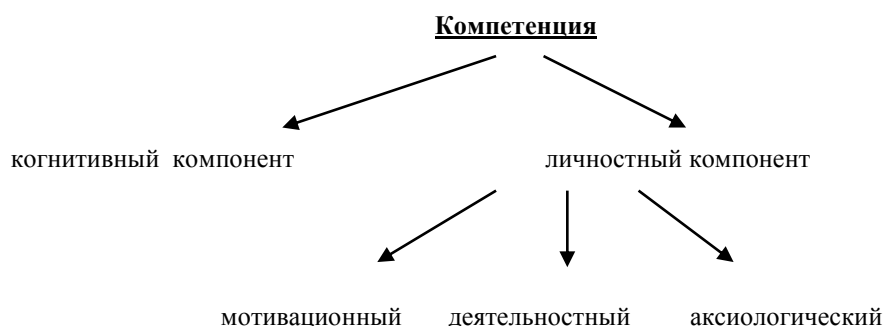 Компетенция
когнитивный компонент
личностный компонент
мотивационный
деятельностный
аксиологический